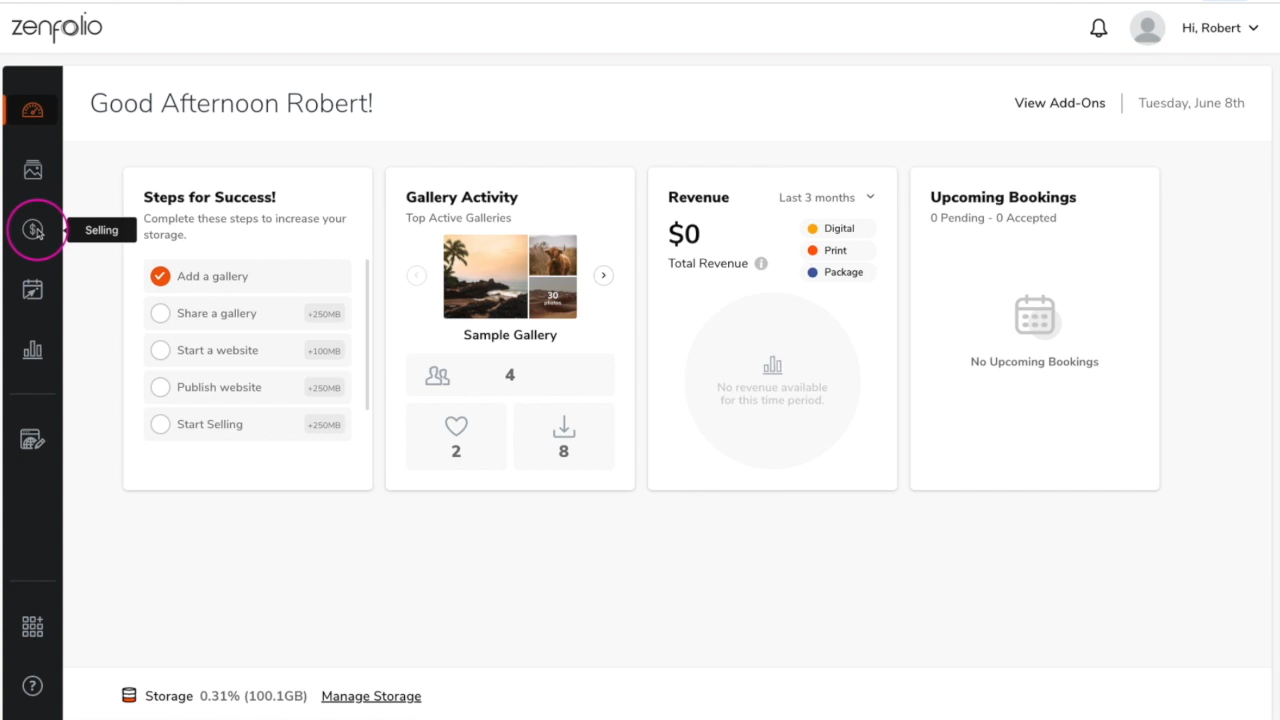 zenfolio
Hi, Robert
Good Afternoon Robert!
View Add-Ons
Tuesday, June 8th
Selling
Steps for Success!
Complete these steps to increase your
storage.
Add a gallery
Share a gallery +250MB
Start a website +100MB
Publish website +250MB
Start Selling +250MB
Gallery Activity
Top Active Galleries
30
photos
Sample Gallery
4
2
8
Revenue
Last 3 months
$0
Total Revenue
Digital
Print
Package
No revenue available
for this time period.
Upcoming Bookings
0 Pending - 0 Accepted
No Upcoming Bookings
Storage 0.31% (100.1GB) Manage Storage